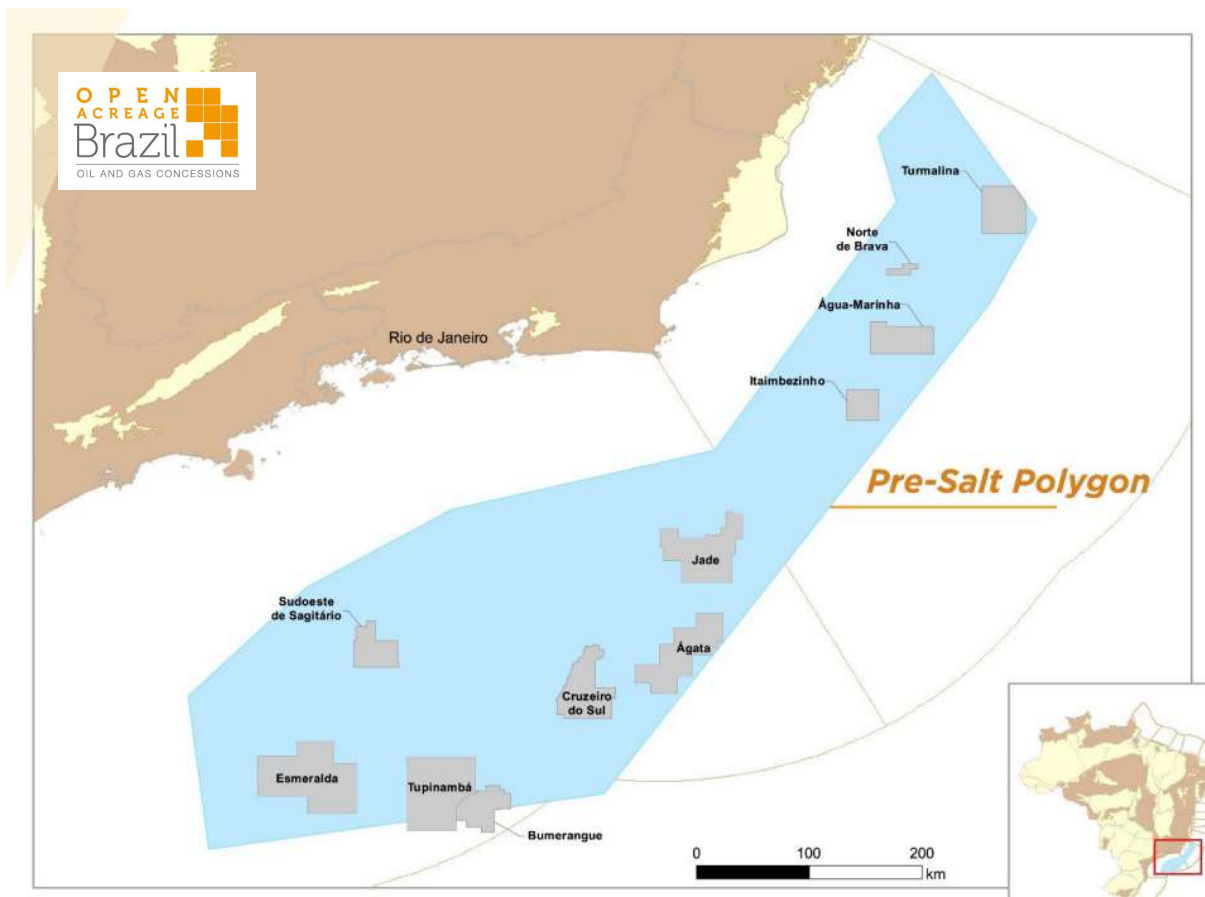 OPEN
ACREAGE
Brazil
OIL AND GAS CONCESSIONS
Turmalina
Norte
de Brava
Água-Marinha
Rio de Janeiro
Itaimbezinho
Pre-Salt Polygon
Jade
Sudoeste
de Sagitário
Ágata
Cruzeiro
do Sul
Esmeralda
Tupinambá
Bumerangue
0 100 200
km